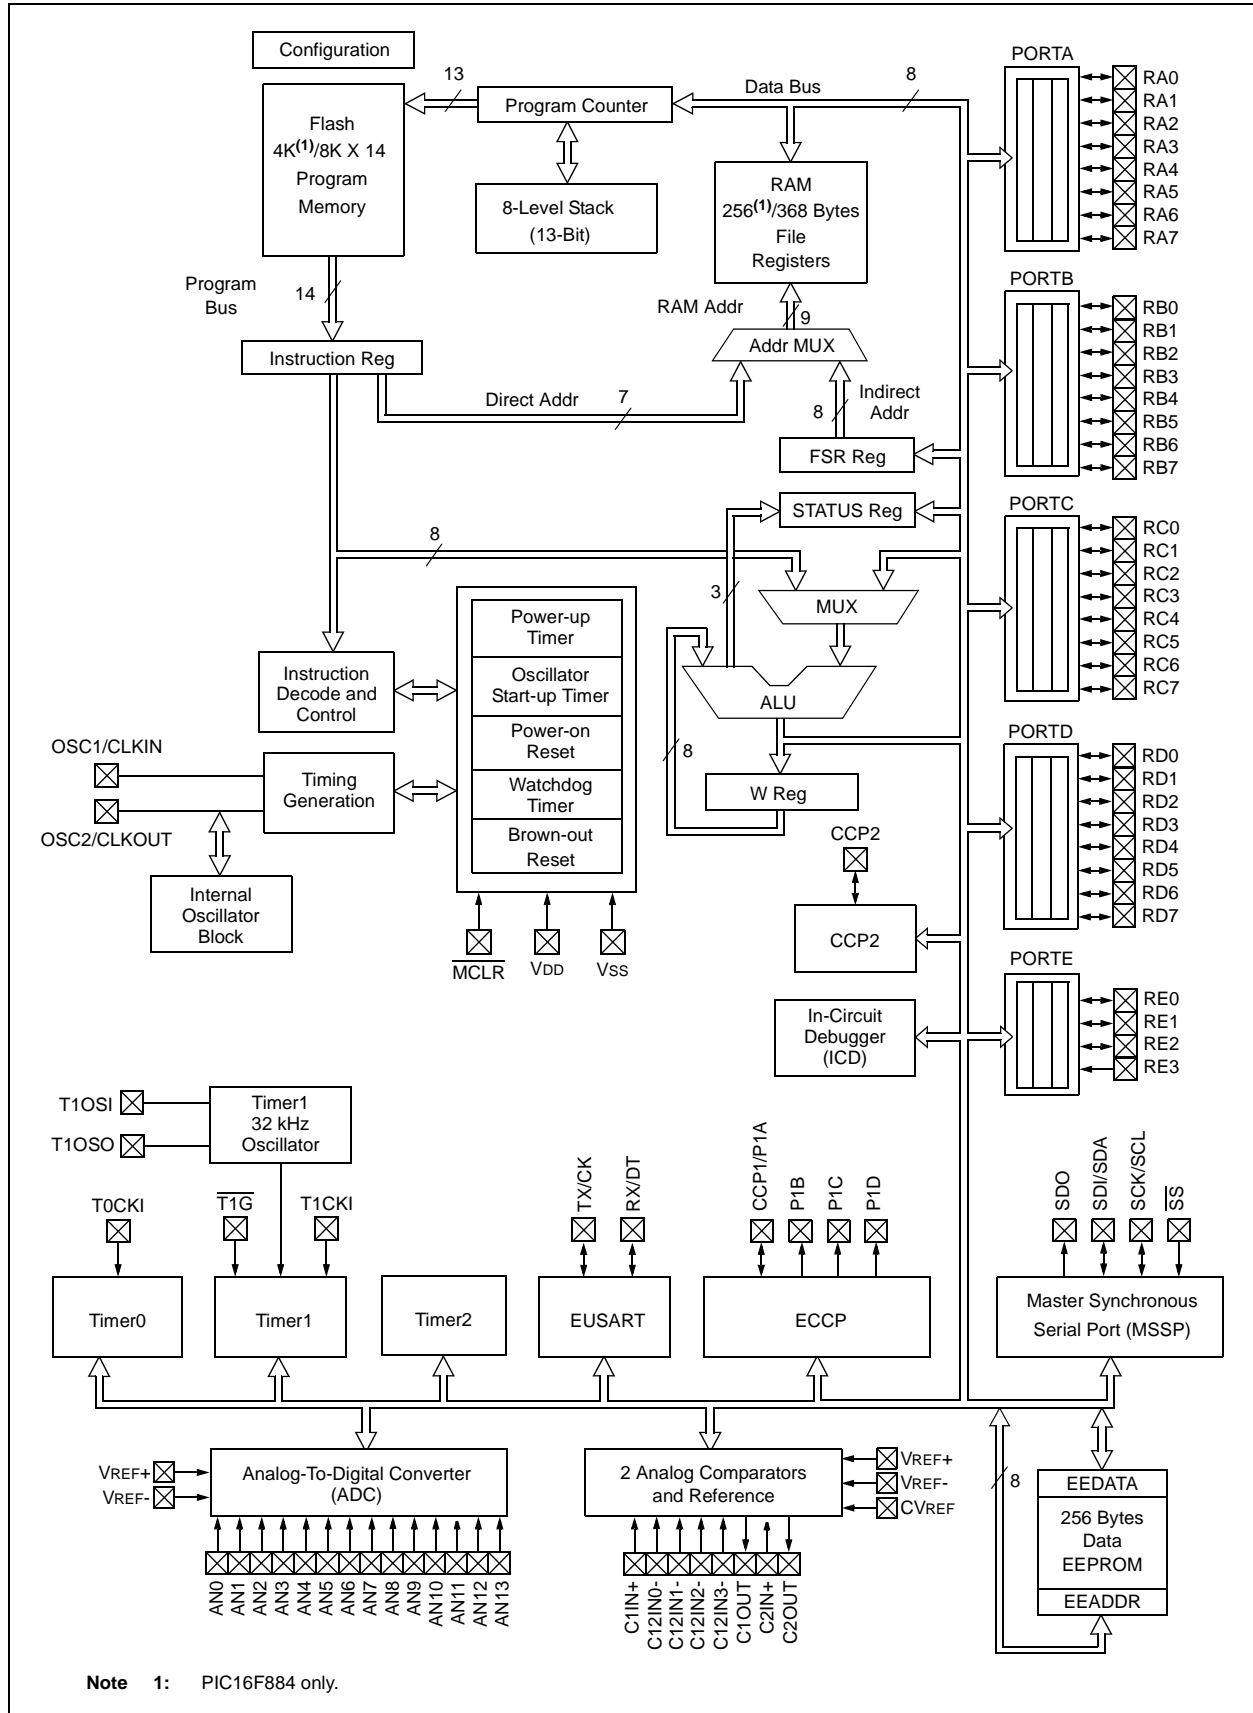 Configuration
13
Data Bus
8
Flash
4K(1)/8K X 14
Program
Memory
Program Counter
8-Level Stack
(13-Bit)
RAM
256(1)/368 Bytes
File
Registers
Program
Bus
14
RAM Addr
9
Addr MUX
Instruction Reg
Direct Addr
7
8
Indirect
Addr
FSR Reg
STATUS Reg
8
3
MUX
ALU
8
W Reg
Power-up
Timer
Oscillator
Start-up Timer
Power-on
Reset
Watchdog
Timer
Brown-out
Reset
Instruction
Decode and
Control
OSC1/CLKIN
Timing
Generation
OSC2/CLKOUT
Internal
Oscillator
Block
MCLR
VDD
VSS
CCP2
CCP2
In-Circuit
Debugger
(ICD)
PORTA
RA0
RA1
RA2
RA3
RA4
RA5
RA6
RA7
PORTB
RB0
RB1
RB2
RB3
RB4
RB5
RB6
RB7
PORTC
RC0
RC1
RC2
RC3
RC4
RC5
RC6
RC7
PORTD
RD0
RD1
RD2
RD3
RD4
RD5
RD6
RD7
PORTE
RE0
RE1
RE2
RE3
T1OSI
T1OSO
Timer1
32 kHz
Oscillator
T0CKI
T1G
T1CKI
TX/CK
RX/DT
CCP1/P1A
P1B
P1C
P1D
SDO
SDI/SDA
SCK/SCL
SS
Timer0
Timer1
Timer2
EUSART
ECCP
Master Synchronous
Serial Port (MSSP)
VREF+
VREF-
Analog-To-Digital Converter
(ADC)
AN0
AN1
AN2
AN3
AN4
AN5
AN6
AN7
AN8
AN9
AN10
AN11
AN12
AN13
2 Analog Comparators
and Reference
VREF+
VREF-
CVREF
C1IN+
C12IN0-
C12IN1-
C12IN2-
C12IN3-
C1OUT
C2IN+
C2OUT
8
EEDATA
256 Bytes
Data
EEPROM
EEADDR
Note 1: PIC16F884 only.